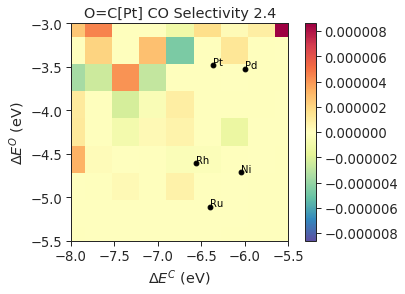 O=C[Pt] CO Selectivity 2.4
−3.0
−3.5
−4.0
−4.5
−5.0
−5.5
ΔE^O (eV)
Pt
Pd
Rh
Ni
Ru
−8.0 −7.5 −7.0 −6.5 −6.0 −5.5
ΔE^C (eV)
0.000008
0.000006
0.000004
0.000002
0.000000
−0.000002
−0.000004
−0.000006
−0.000008